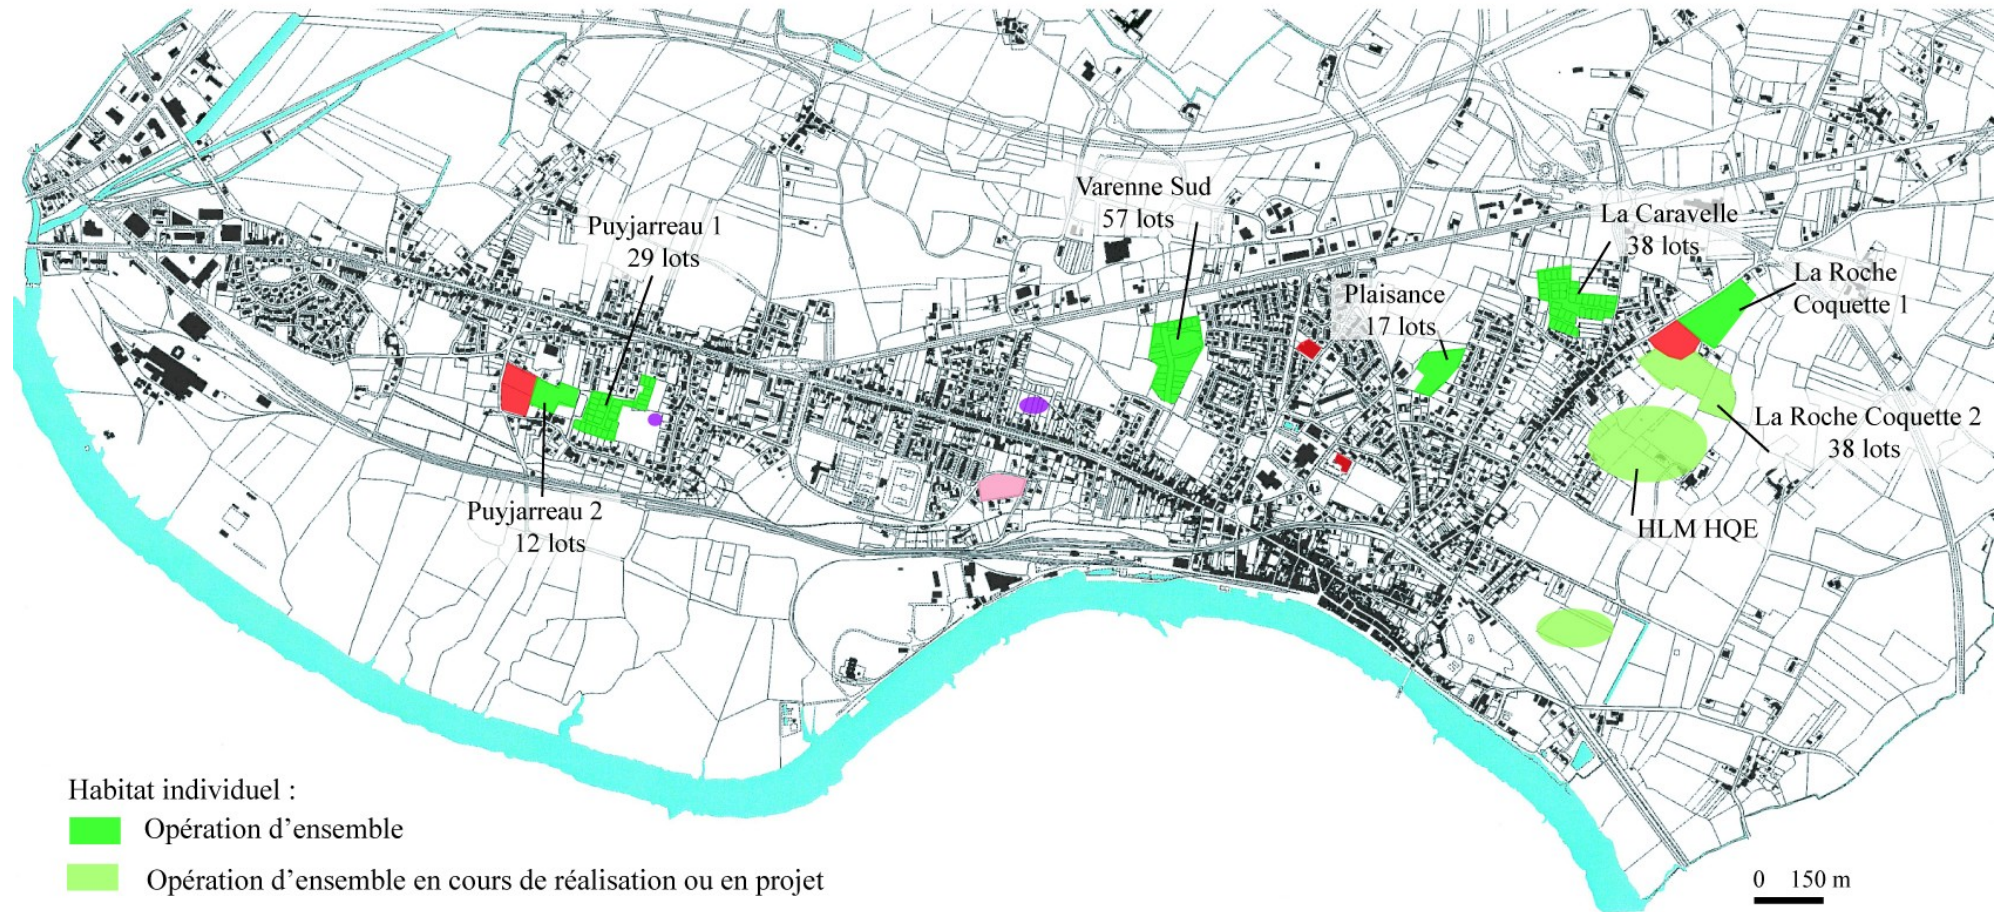 Varenne Sud
57 lots
La Caravelle
38 lots
Puyjarreau 1
29 lots
La Roche
Coquette 1
Plaisance
17 lots
La Roche Coquette 2
38 lots
Puyjarreau 2
12 lots
HLM HQE
Habitat individuel :
Opération d’ensemble
Opération d’ensemble en cours de réalisation ou en projet
0 150 m